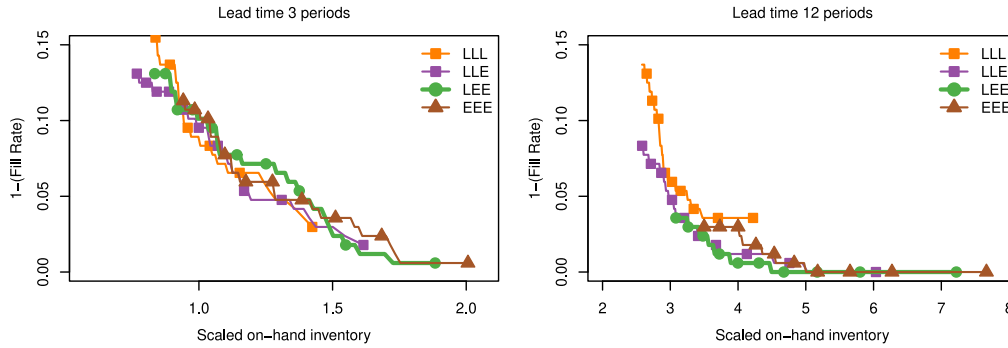 Lead time 3 periods
1−(Fill Rate)
0.15
0.10
0.05
0.00
LLL
LLE
LEE
EEE
1.0 1.5 2.0
Scaled on−hand inventory
Lead time 12 periods
1−(Fill Rate)
0.15
0.10
0.05
0.00
LLL
LLE
LEE
EEE
2 3 4 5 6 7 8
Scaled on−hand inventory